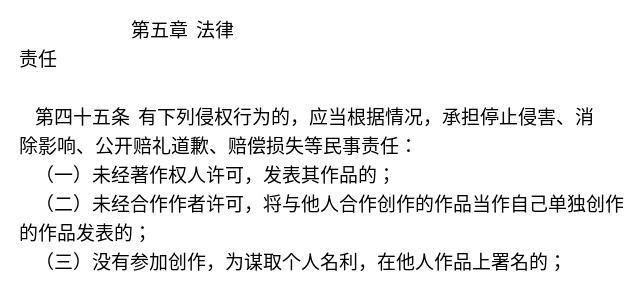 第五章 法律
责任
第四十五条 有下列侵权行为的，应当根据情况，承担停止侵害、消
除影响、公开赔礼道歉、赔偿损失等民事责任：
（一）未经著作权人许可，发表其作品的；
（二）未经合作作者许可，将与他人合作创作的作品当作自己单独创作
的作品发表的；
（三）没有参加创作，为谋取个人名利，在他人作品上署名的；